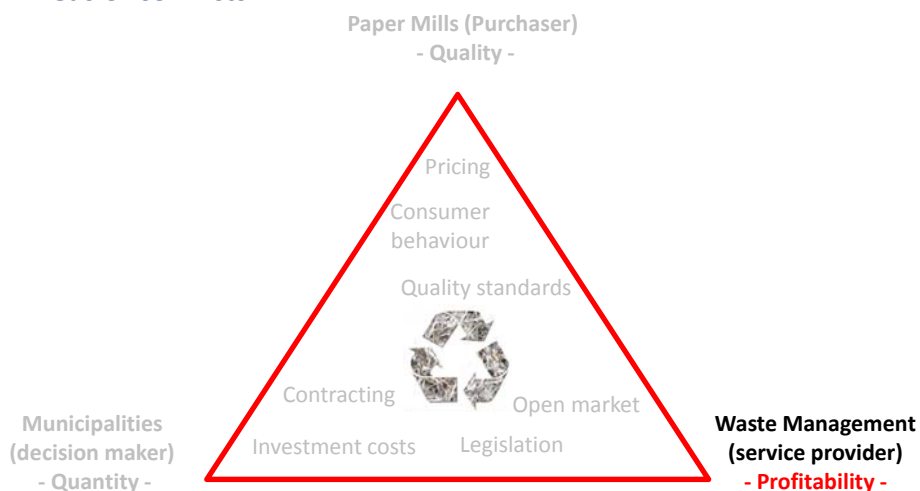 Paper Mills (Purchaser)
- Quality -
Pricing
Consumer
behaviour
Quality standards
Contracting
Open market
Investment costs
Legislation
Municipalities
(decision maker)
- Quantity -
Waste Management
(service provider)
- Profitability -